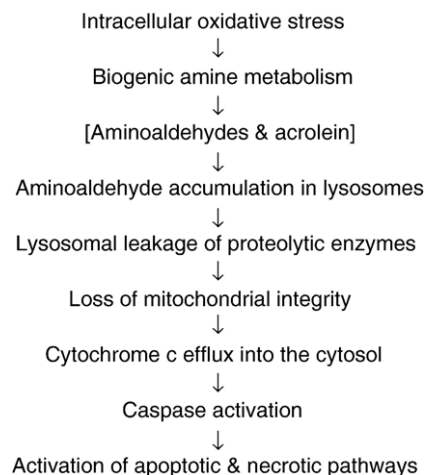 Intracellular oxidative stress
↓
Biogenic amine metabolism
↓
[Aminoaldehydes & acrolein]
↓
Aminoaldehyde accumulation in lysosomes
↓
Lysosomal leakage of proteolytic enzymes
↓
Loss of mitochondrial integrity
↓
Cytochrome c efflux into the cytosol
↓
Caspase activation
↓
Activation of apoptotic & necrotic pathways